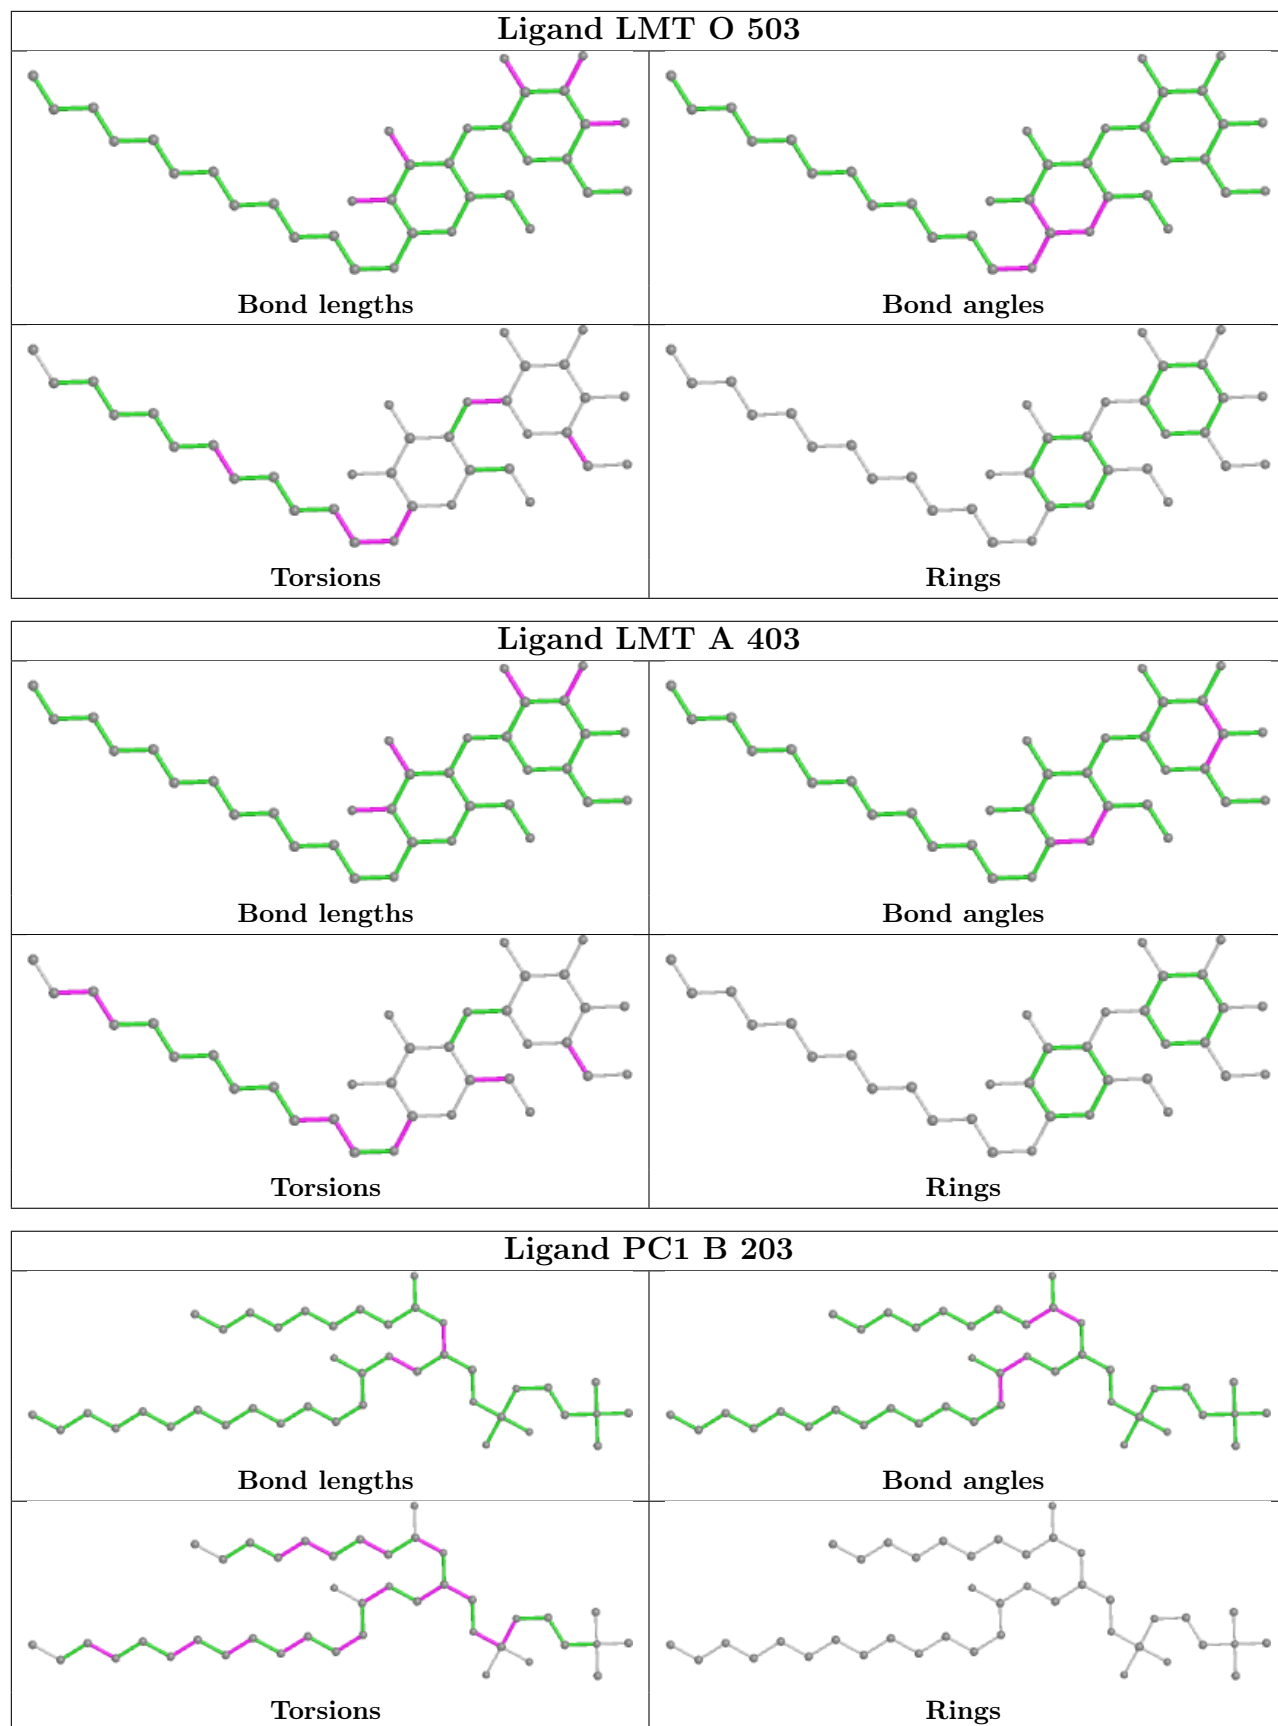 Ligand LMT O 503
Bond lengths
Bond angles
Torsions
Rings
Ligand LMT A 403
Bond lengths
Bond angles
Torsions
Rings
Ligand PC1 B 203
Bond lengths
Bond angles
Torsions
Rings